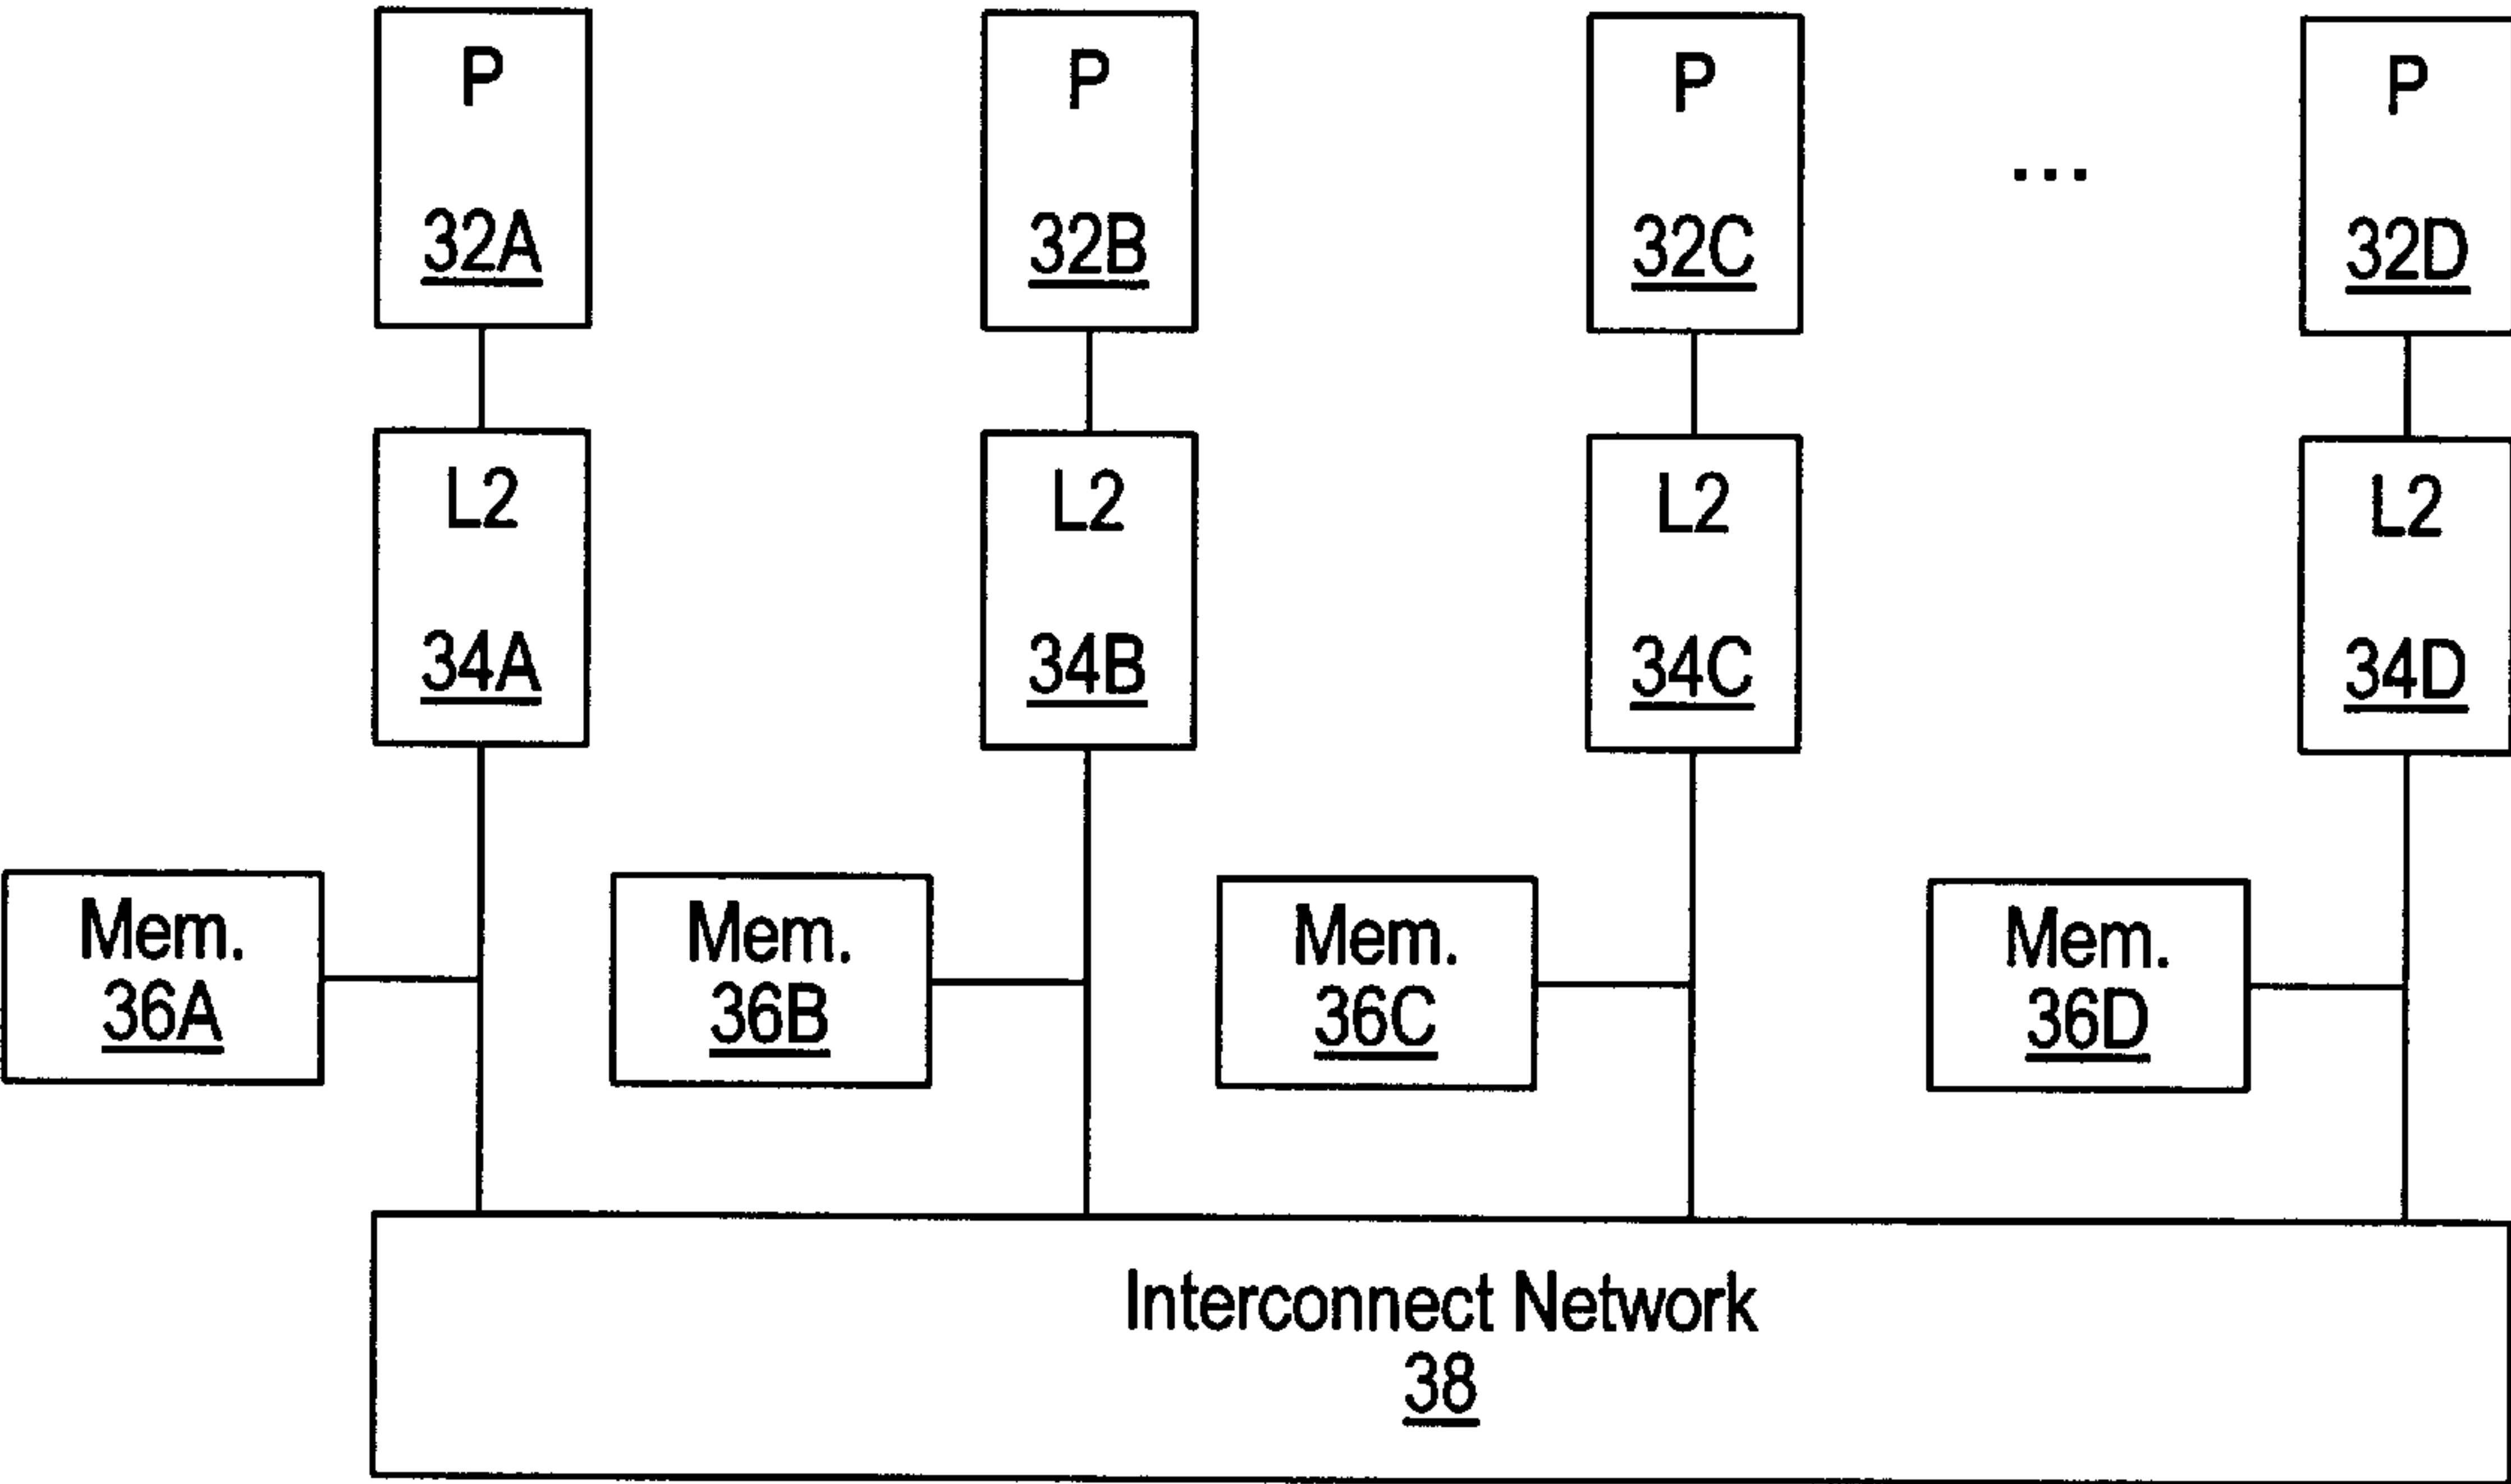 P
32A
P
32B
P
32C
...
P
32D
L2
34A
L2
34B
L2
34C
L2
34D
Mem.
36A
Mem.
36B
Mem.
36C
Mem.
36D
Interconnect Network
38